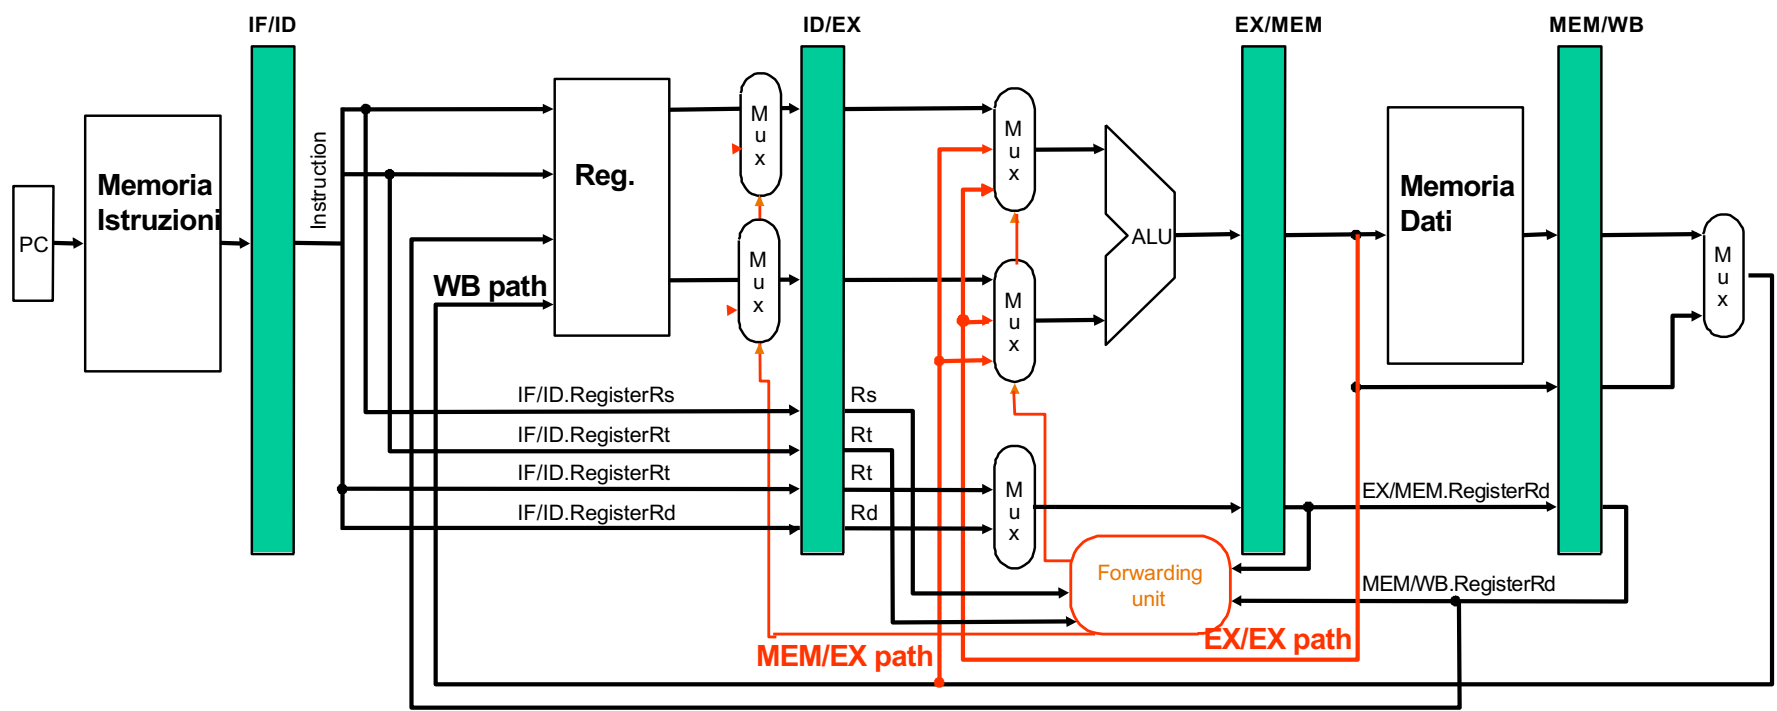 IF/ID
ID/EX
EX/MEM
MEM/WB
PC
Memoria
Istruzioni
Instruction
Reg.
WB path
M
u
x
M
u
x
M
u
x
M
u
x
ALU
Memoria
Dati
M
u
x
IF/ID.RegisterRs
Rs
IF/ID.RegisterRt
Rt
IF/ID.RegisterRt
Rt
IF/ID.RegisterRd
Rd
M
u
x
EX/MEM.RegisterRd
Forwarding
unit
MEM/WB.RegisterRd
MEM/EX path
EX/EX path